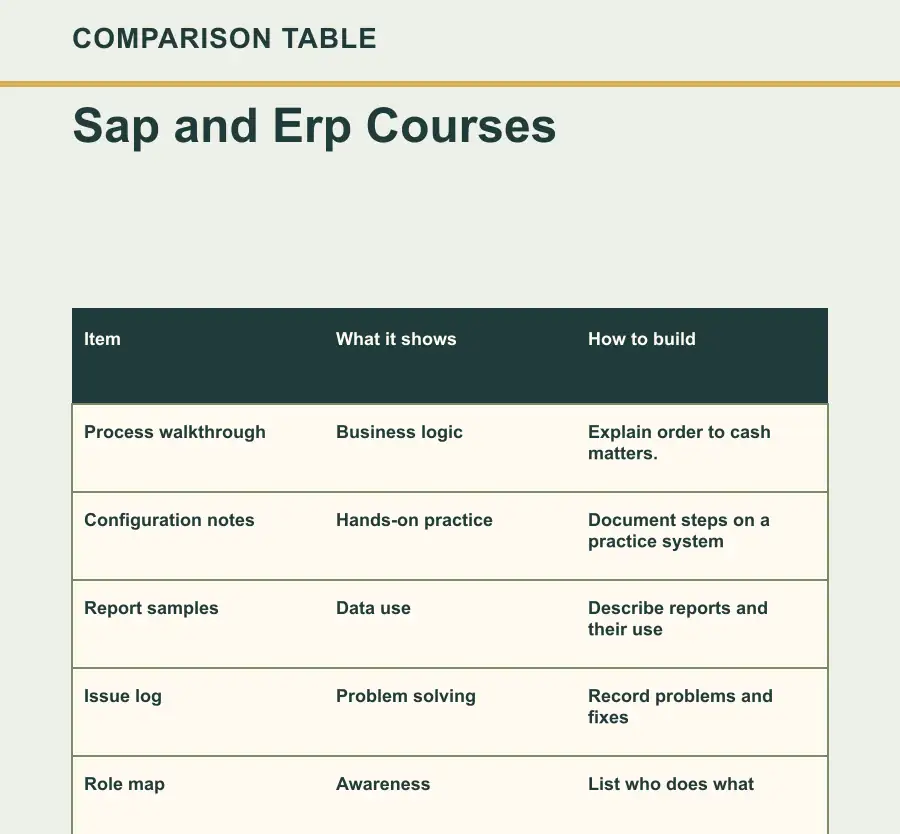 COMPARISON TABLE
Sap and Erp Courses
Item What it shows How to build
Process walkthrough Business logic Explain order to cash
matters.
Configuration notes Hands-on practice Document steps on a
practice system
Report samples Data use Describe reports and
their use
Issue log Problem solving Record problems and
fixes
Role map Awareness List who does what